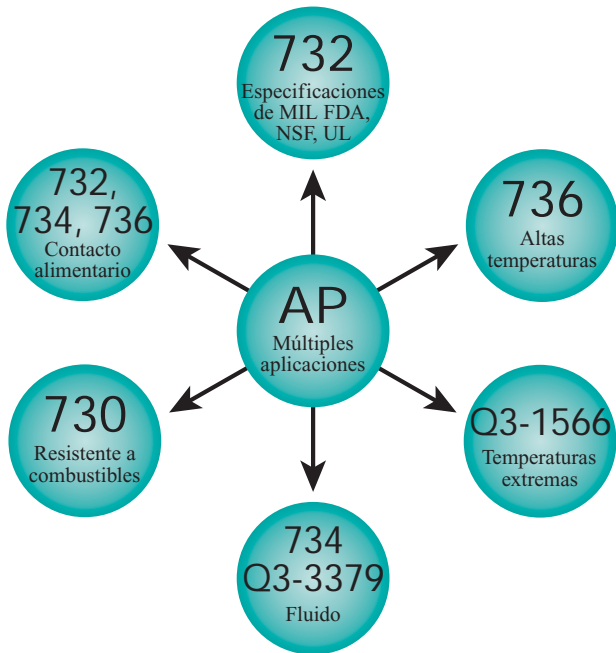 732
Especificaciones
de MIL FDA,
NSF, UL
732,
734, 736
Contacto
alimentario
736
Altas
temperaturas
AP
Múltiples
aplicaciones
730
Resistente a
combustibles
Q3-1566
Temperaturas
extremas
734
Q3-3379
Fluido